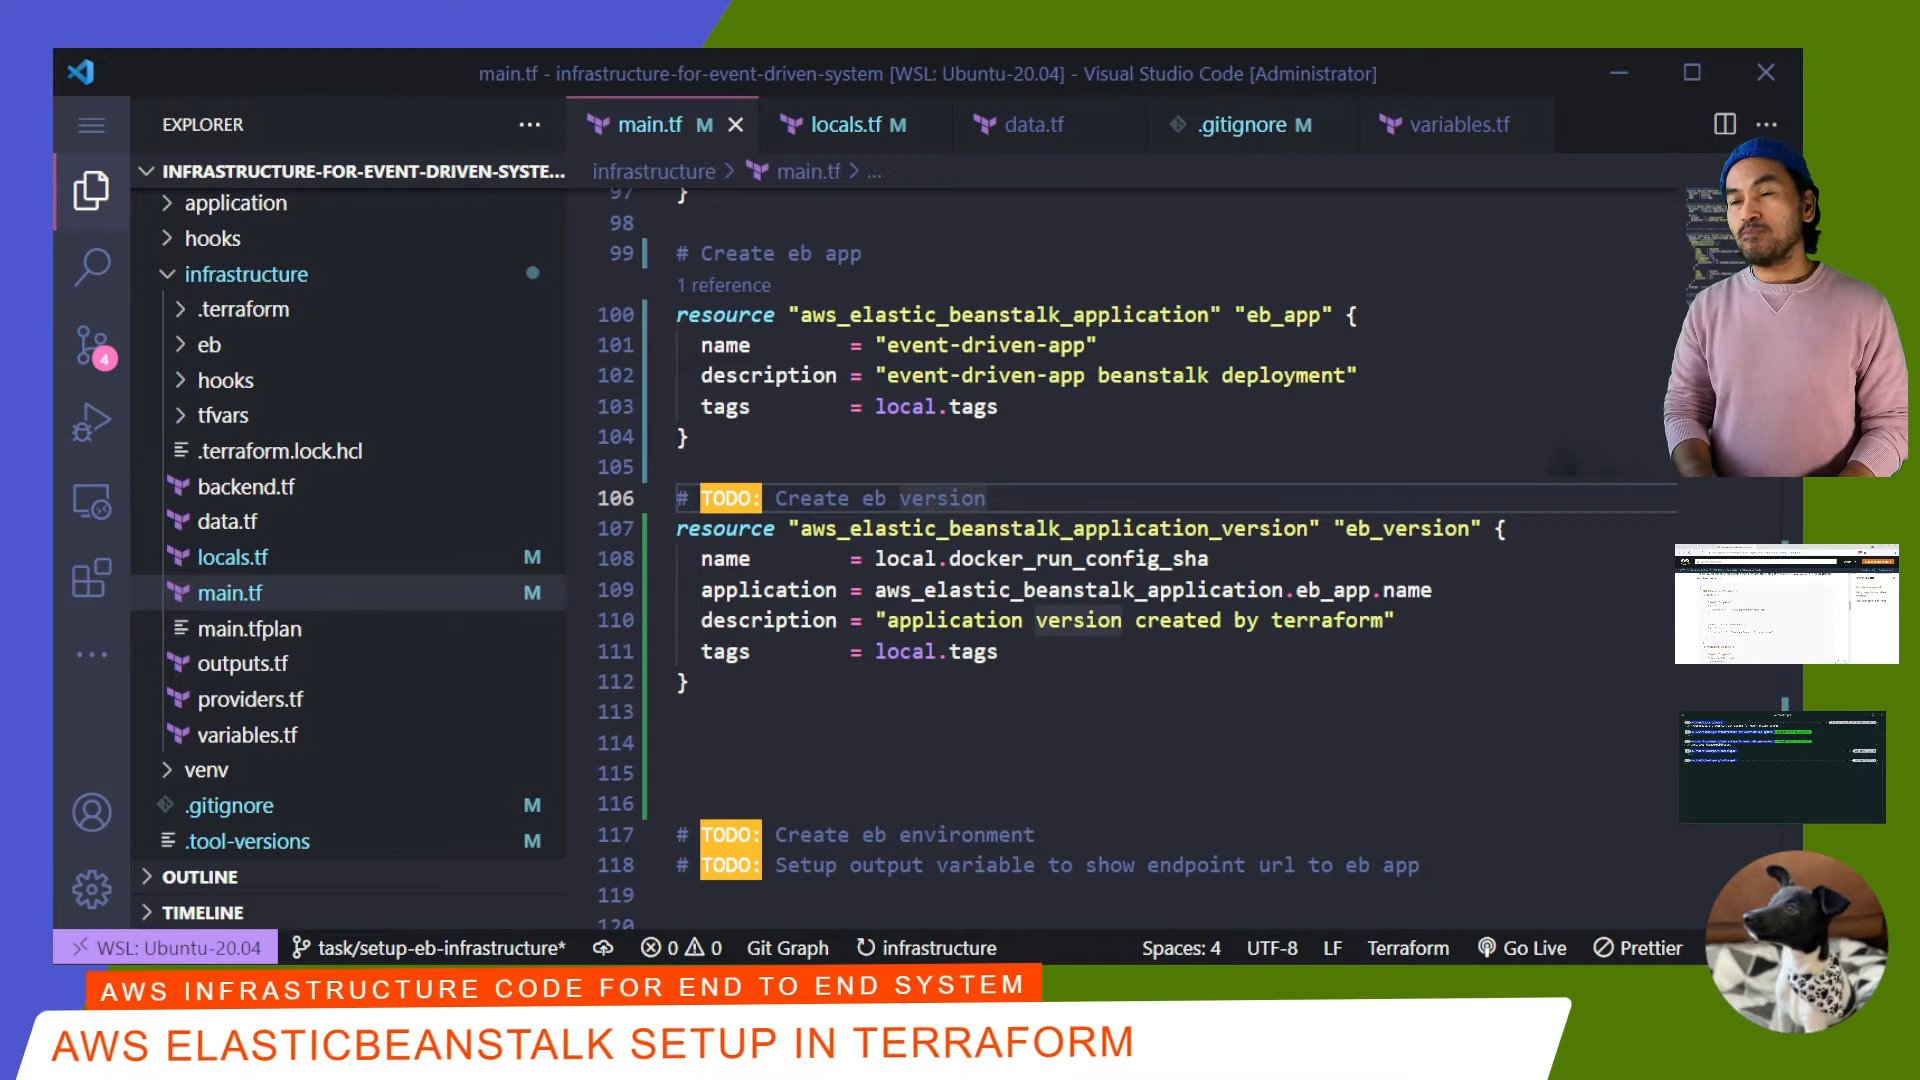 main.tf - infrastructure-for-event-driven-system [WSL: Ubuntu-20.04] - Visual Studio Code [Administrator]
EXPLORER
main.tf M
locals.tf M
data.tf
.gitignore M
variables.tf
INFRASTRUCTURE-FOR-EVENT-DRIVEN-SYSTE...
infrastructure > main.tf > ...
application
hooks
infrastructure
.terraform
eb
hooks
tfvars
.terraform.lock.hcl
backend.tf
data.tf
locals.tf M
main.tf M
main.tfplan
outputs.tf
providers.tf
variables.tf
venv
.gitignore M
.tool-versions M
OUTLINE
TIMELINE
4
97 }
98
99 # Create eb app
1 reference
100 resource "aws_elastic_beanstalk_application" "eb_app" {
101 name = "event-driven-app"
102 description = "event-driven-app beanstalk deployment"
103 tags = local.tags
104 }
105
106 # TODO: Create eb version
107 resource "aws_elastic_beanstalk_application_version" "eb_version" {
108 name = local.docker_run_config_sha
109 application = aws_elastic_beanstalk_application.eb_app.name
110 description = "application version created by terraform"
111 tags = local.tags
112 }
113
114
115
116
117 # TODO: Create eb environment
118 # TODO: Setup output variable to show endpoint url to eb app
119
120
WSL: Ubuntu-20.04 task/setup-eb-infrastructure* 0 0 Git Graph infrastructure Spaces: 4 UTF-8 LF Terraform Go Live Prettier
AWS INFRASTRUCTURE CODE FOR END TO END SYSTEM
AWS ELASTICBEANSTALK SETUP IN TERRAFORM